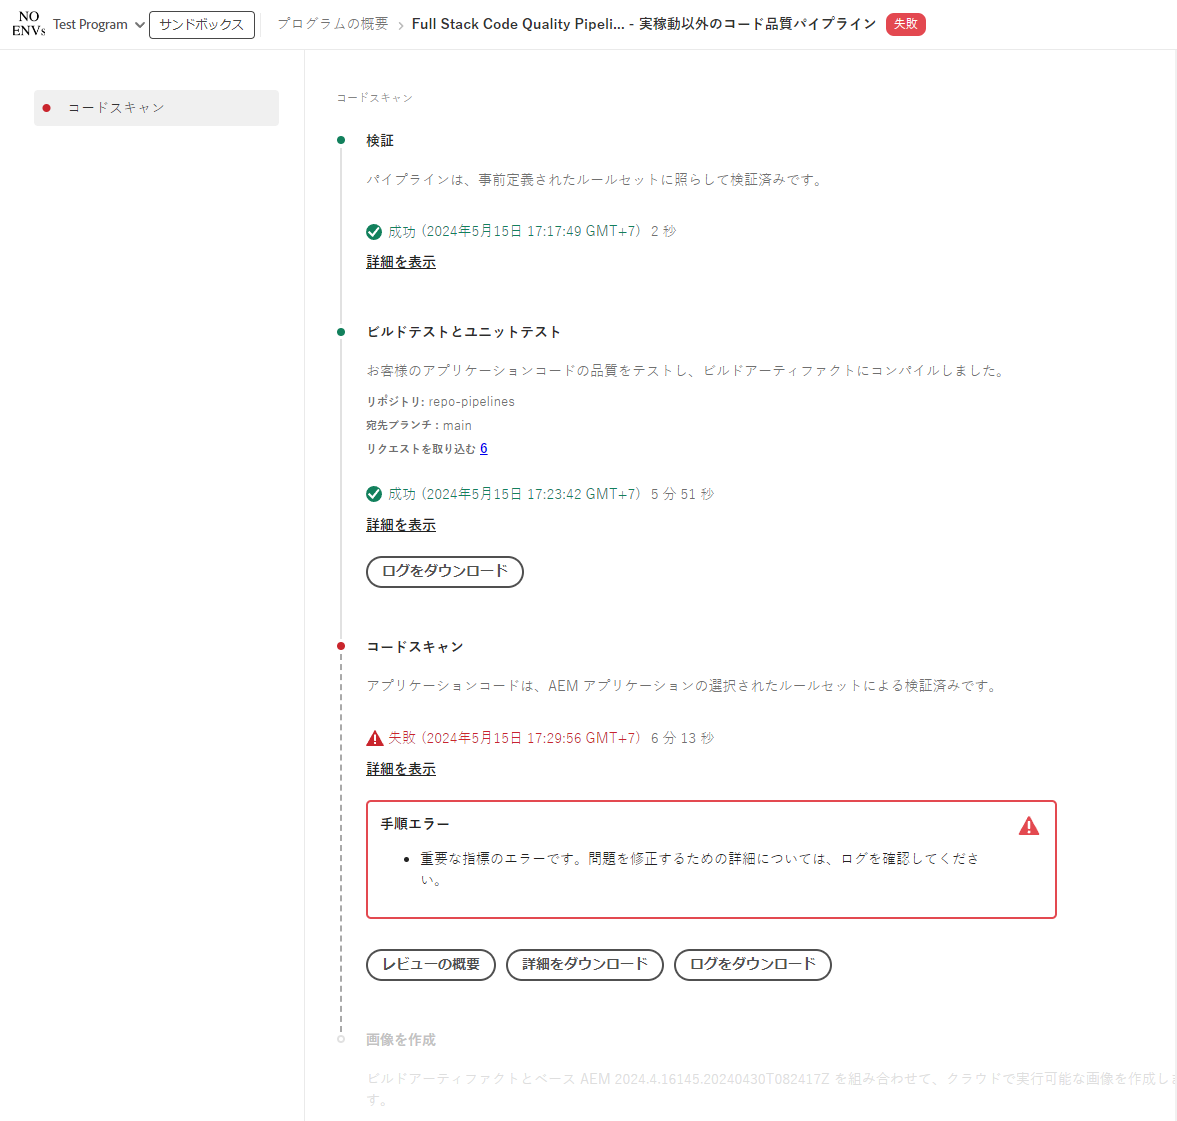 NO
ENVs
Test Program
サンドボックス
プログラムの概要
Full Stack Code Quality Pipeli... - 実稼動以外のコード品質パイプライン
失敗
コードスキャン
コードスキャン
検証
パイプラインは、事前定義されたルールセットに照らして検証済みです。
成功 (2024年5月15日 17:17:49 GMT+7) 2 秒
詳細を表示
ビルドテストとユニットテスト
お客様のアプリケーションコードの品質をテストし、ビルドアーティファクトにコンパイルしました。
リポジトリ: repo-pipelines
宛先ブランチ : main
リクエストを取り込む 6
成功 (2024年5月15日 17:23:42 GMT+7) 5 分 51 秒
詳細を表示
ログをダウンロード
コードスキャン
アプリケーションコードは、AEM アプリケーションの選択されたルールセットによる検証済みです。
失敗 (2024年5月15日 17:29:56 GMT+7) 6 分 13 秒
詳細を表示
手順エラー
• 重要な指標のエラーです。問題を修正するための詳細については、ログを確認してくださ
い。
レビューの概要
詳細をダウンロード
ログをダウンロード
画像を作成
ビルドアーティファクトとベース AEM 2024.4.16145.20240430T082417Z を組み合わせて、クラウドで実行可能な画像を作成しま
す。